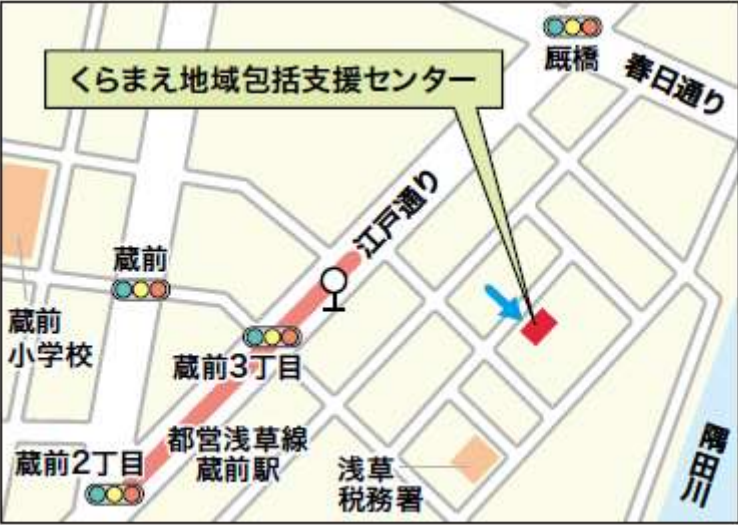 厩橋
春日通り
くらまえ地域包括支援センター
江戸通り
蔵前
蔵前
小学校
蔵前3丁目
都営浅草線
蔵前駅
蔵前2丁目
浅草
税務署
隅田川